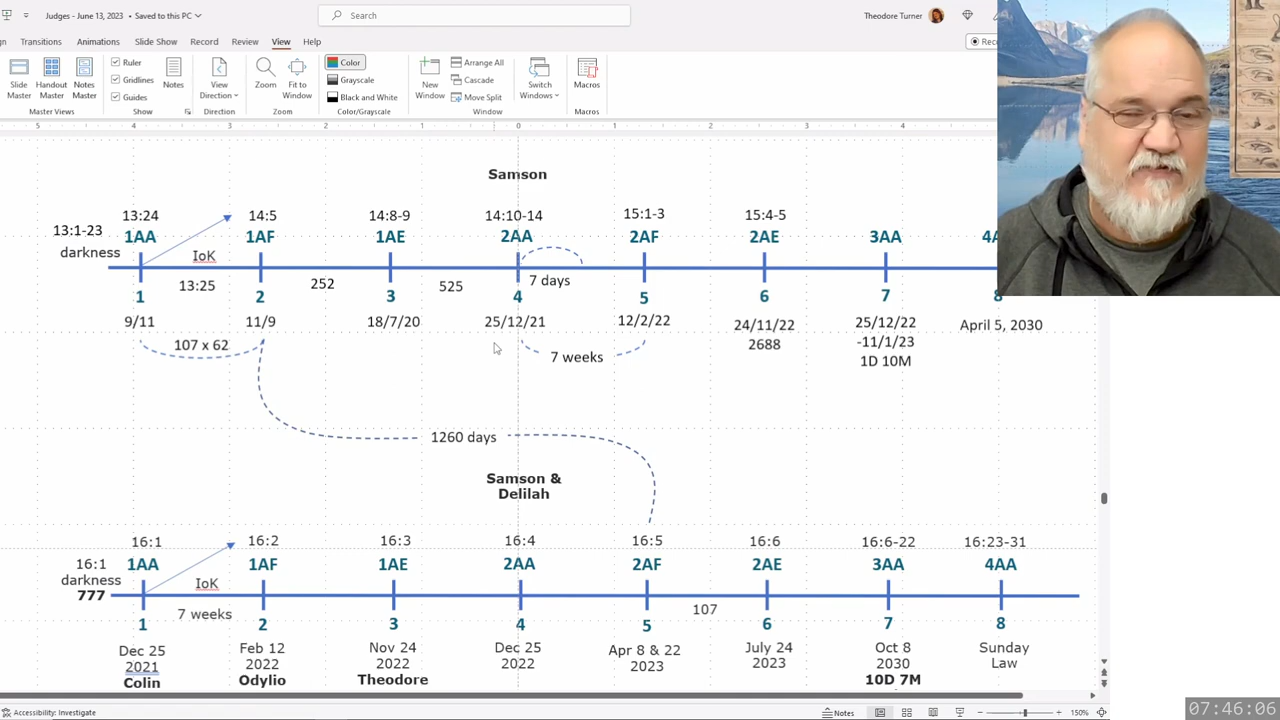 Judges - June 13, 2023 • Saved to this PC
Search
Theodore Turner
Transitions Animations Slide Show Record Review View Help
Slide Master
Handout Master
Notes Master
Master Views
Ruler
Gridlines
Guides
Show
Notes
View Direction
Direction
Zoom
Fit to Window
Zoom
Color
Grayscale
Black and White
Color/Grayscale
New Window
Arrange All
Cascade
Move Split
Window
Switch Windows
Macros
Macros
5 4 3 2 1 0 1 2 3 4
Samson
13:1-23
darkness
13:24 14:5 14:8-9 14:10-14 15:1-3 15:4-5
1AA 1AF 1AE 2AA 2AF 2AE 3AA
IoK
13:25 252 525 7 days
1 2 3 4 5 6 7 8
9/11 11/9 18/7/20 25/12/21 12/2/22 24/11/22 25/12/22 April 5, 2030
2688 -11/1/23
1D 10M
107 x 62
7 weeks
1260 days
Samson &
Delilah
16:1
darkness
777
16:1 16:2 16:3 16:4 16:5 16:6 16:6-22 16:23-31
1AA 1AF 1AE 2AA 2AF 2AE 3AA 4AA
IoK
7 weeks 107
1 2 3 4 5 6 7 8
Dec 25 Feb 12 Nov 24 Dec 25 Apr 8 & 22 July 24 Oct 8 Sunday
2021 2022 2022 2022 2023 2023 2030 Law
Colin Odylio Theodore 10D 7M
Accessibility: Investigate
Notes
150%
07:46:06